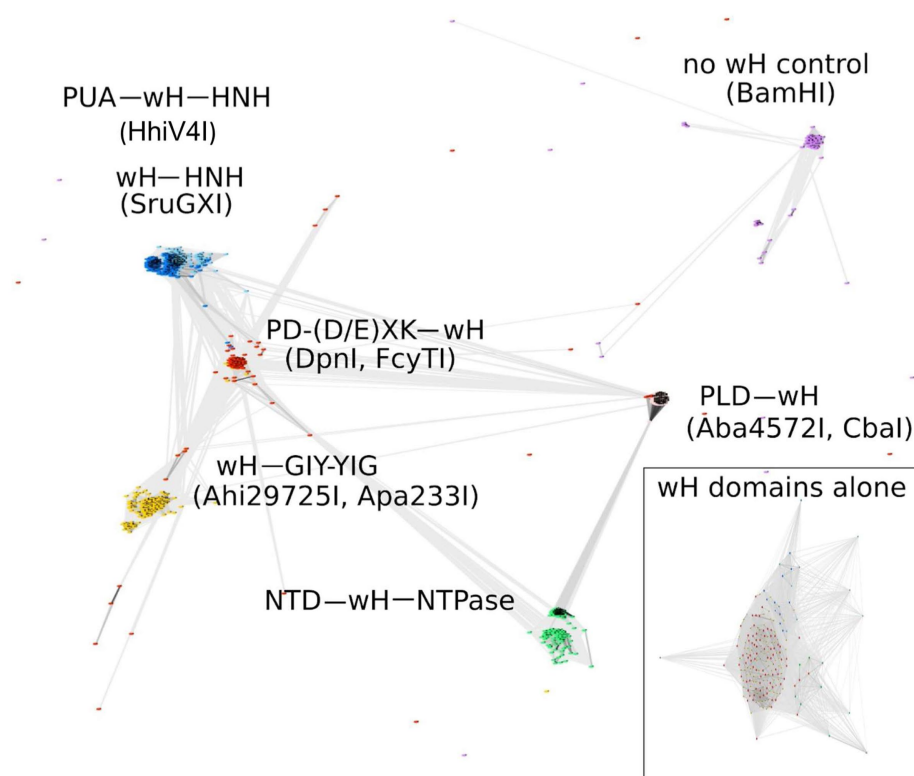 no wH control
(BamHI)
PUA—wH—HNH
(HhiV4I)
wH—HNH
(SruGXI)
PD-(D/E)XK—wH
(DpnI, FcyTI)
PLD—wH
(Aba4572I, CbaI)
wH—GIY-YIG
(Ahi29725I, Apa233I)
wH domains alone
NTD—wH—NTPase